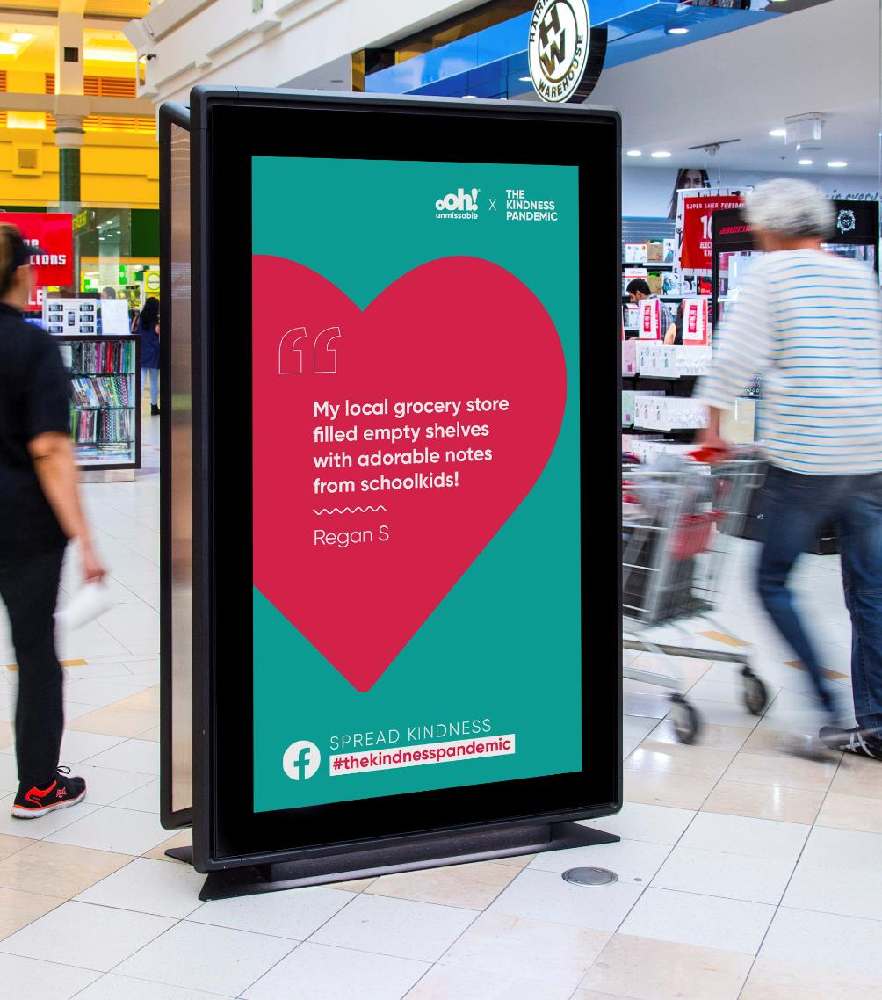 HW
WAREHOUSE
oOh!
unmissable
X
THE
KINDNESS
PANDEMIC
SUPER SAVER TUESDAY
My local grocery store
filled empty shelves
with adorable notes
from schoolkids!
Regan S
SPREAD KINDNESS
#thekindnesspandemic